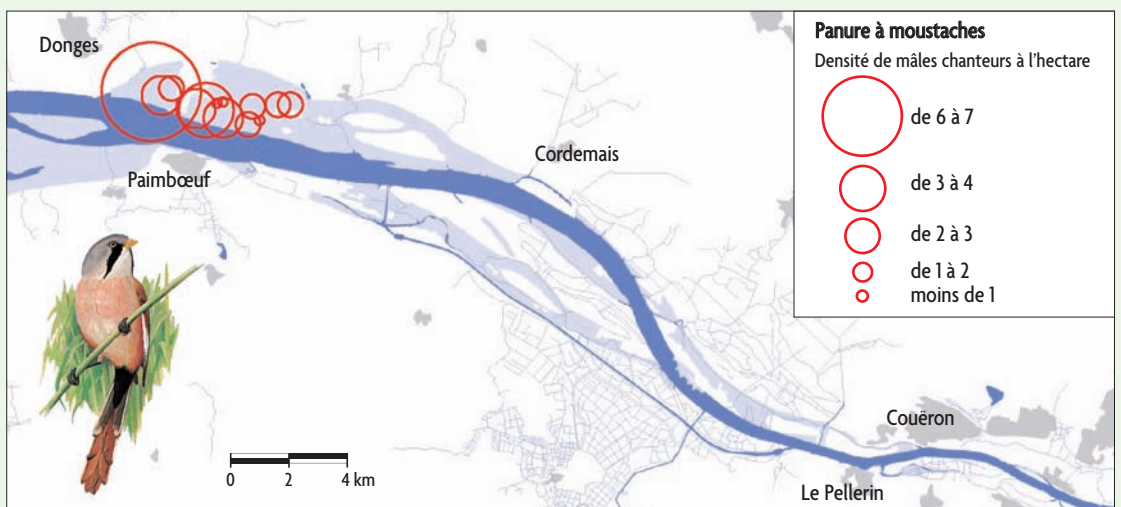 Donges
Paimbœuf
Cordemais
Couëron
Le Pellerin
0 2 4 km
Panure à moustaches
Densité de mâles chanteurs à l'hectare
de 6 à 7
de 3 à 4
de 2 à 3
de 1 à 2
moins de 1